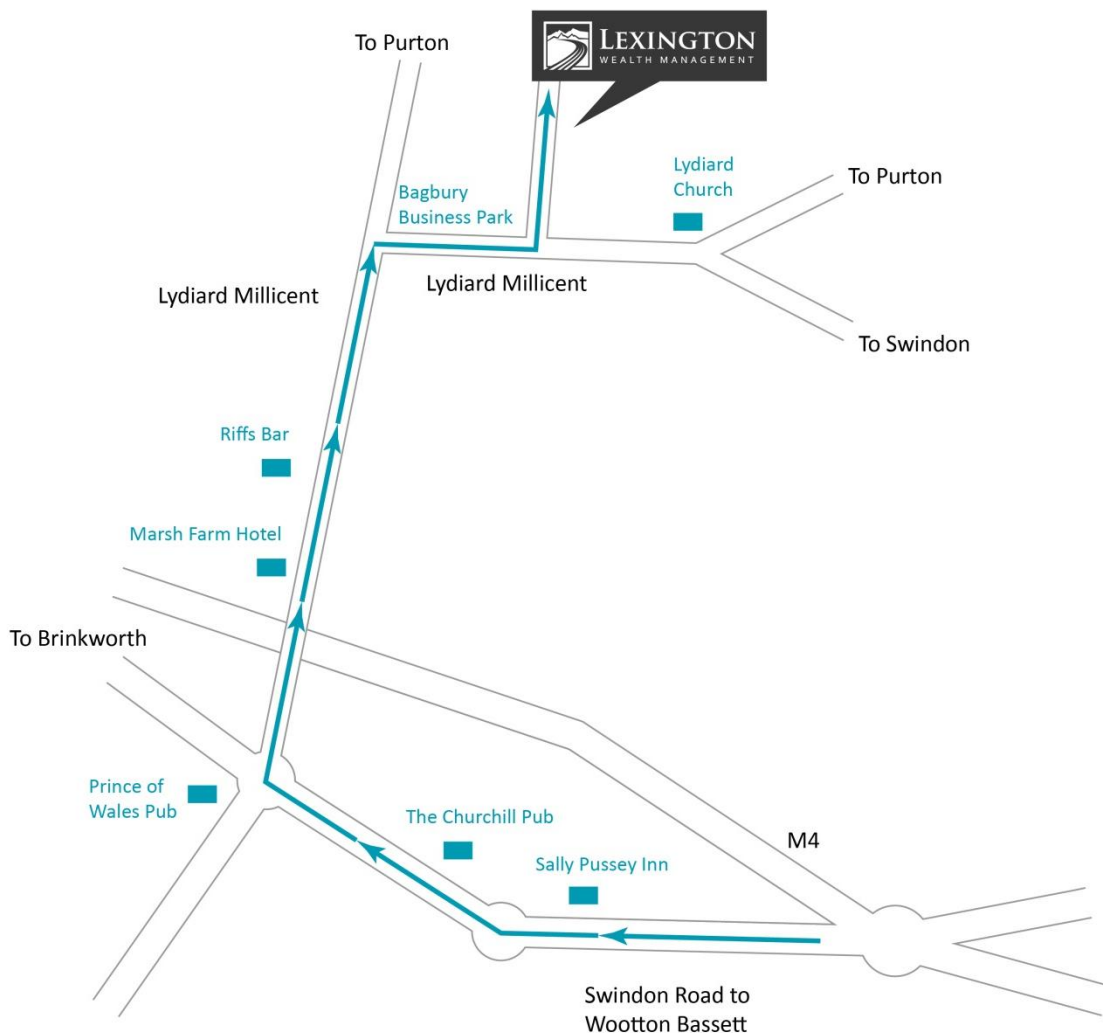 To Purton
LEXINGTON
WEALTH MANAGEMENT
Bagbury
Business Park
Lydiard
Church
To Purton
Lydiard Millicent
Lydiard Millicent
To Swindon
Riffs Bar
Marsh Farm Hotel
To Brinkworth
Prince of
Wales Pub
The Churchill Pub
Sally Pussey Inn
M4
Swindon Road to
Wootton Bassett